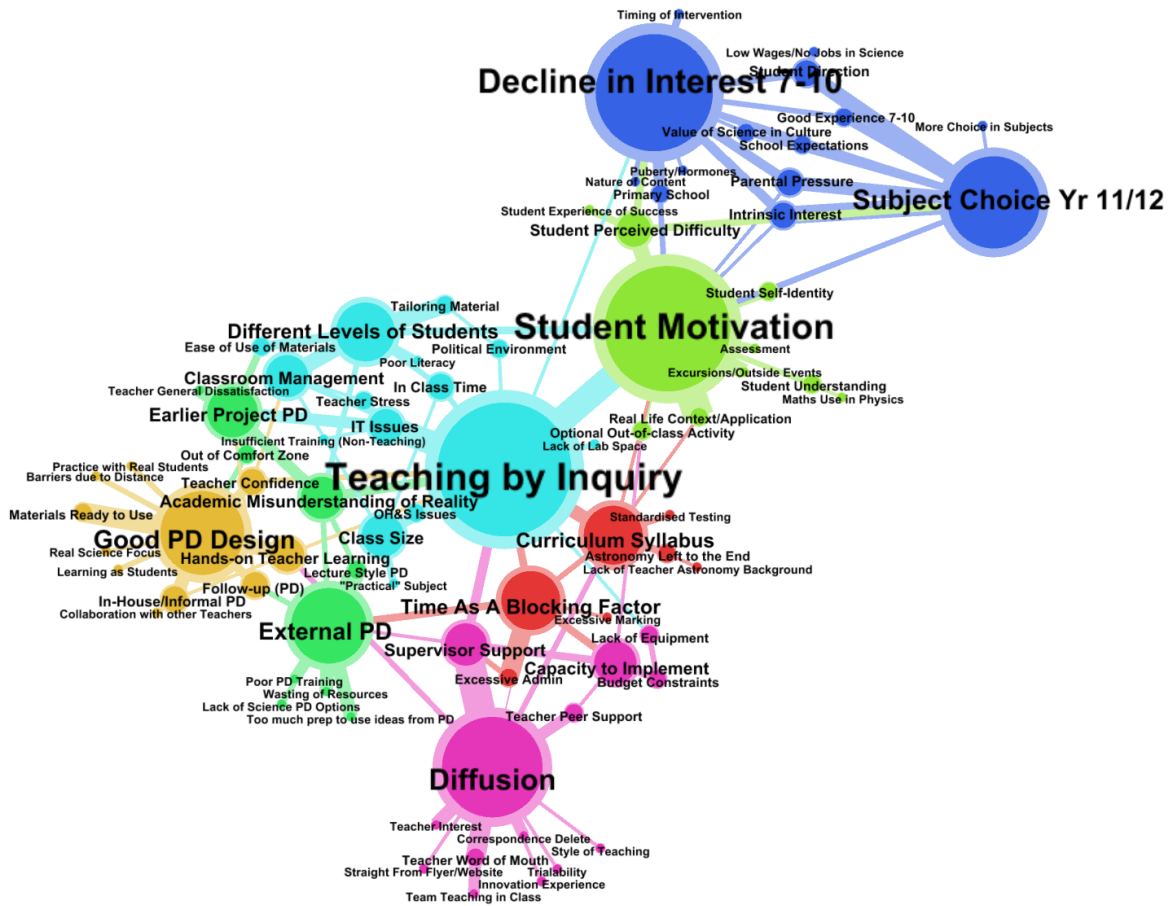 Timing of Intervention
Low Wages/No Jobs in Science
Student Direction
Decline in Interest 7-10
Good Experience 7-10
More Choice in Subjects
Value of Science in Culture
School Expectations
Puberty/Hormones
Nature of Content
Parental Pressure
Primary School
Subject Choice Yr 11/12
Student Experience of Success
Intrinsic Interest
Student Perceived Difficulty
Student Self-Identity
Tailoring Material
Different Levels of Students
Student Motivation
Ease of Use of Materials
Political Environment
Assessment
Poor Literacy
Excursions/Outside Events
Classroom Management
In Class Time
Student Understanding
Teacher General Dissatisfaction
Teacher Stress
Maths Use in Physics
Earlier Project PD
Real Life Context/Application
IT Issues
Optional Out-of-class Activity
Insufficient Training (Non-Teaching)
Lack of Lab Space
Out of Comfort Zone
Practice with Real Students
Barriers due to Distance
Teacher Confidence
Teaching by Inquiry
Academic Misunderstanding of Reality
Materials Ready to Use
OH&S Issues
Standardised Testing
Good PD Design
Class Size
Curriculum Syllabus
Real Science Focus
Hands-on Teacher Learning
Astronomy Left to the End
Learning as Students
Lecture Style PD
Lack of Teacher Astronomy Background
Follow-up (PD)
"Practical" Subject
In-House/Informal PD
Time As A Blocking Factor
Collaboration with other Teachers
Excessive Marking
External PD
Lack of Equipment
Supervisor Support
Capacity to Implement
Poor PD Training
Excessive Admin
Budget Constraints
Wasting of Resources
Lack of Science PD Options
Teacher Peer Support
Too much prep to use ideas from PD
Diffusion
Teacher Interest
Correspondence Delete
Style of Teaching
Teacher Word of Mouth
Straight From Flyer/Website
Trialability
Innovation Experience
Team Teaching in Class